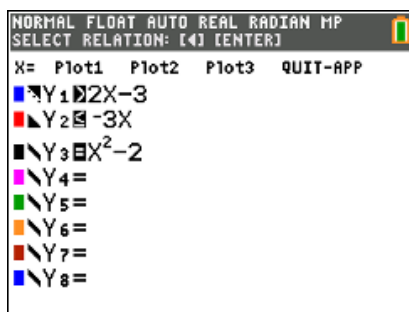 NORMAL FLOAT AUTO REAL RADIAN MP
SELECT RELATION: [◄] [ENTER]
X= Plot1 Plot2 Plot3 QUIT-APP
Y₁>2X−3
Y₂≤ ⁻3X
Y₃=X²−2
Y₄=
Y₅=
Y₆=
Y₇=
Y₈=